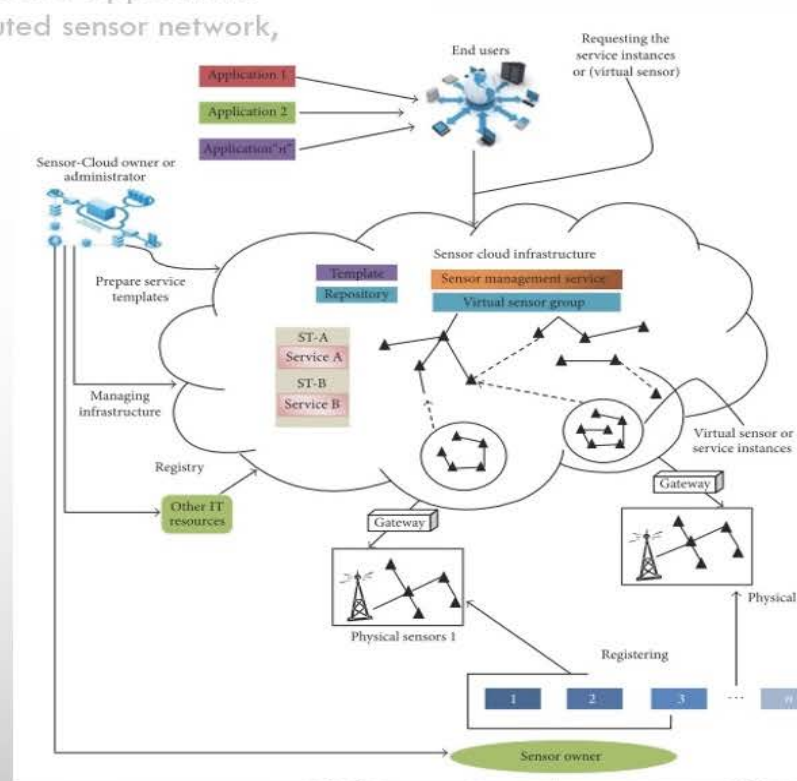 uted sensor network,
End users
Requesting the
service instances
or (virtual sensor)
Application 1
Application 2
Application "n"
Sensor-Cloud owner or
administrator
Prepare service
templates
Sensor cloud infrastructure
Template
Repository
Sensor management service
Virtual sensor group
ST-A
Service A
ST-B
Service B
Managing
infrastructure
Virtual sensor or
service instances
Registry
Other IT
resources
Gateway
Gateway
Physical sensors 1
Physical
Registering
1
2
3
...
n
Sensor owner